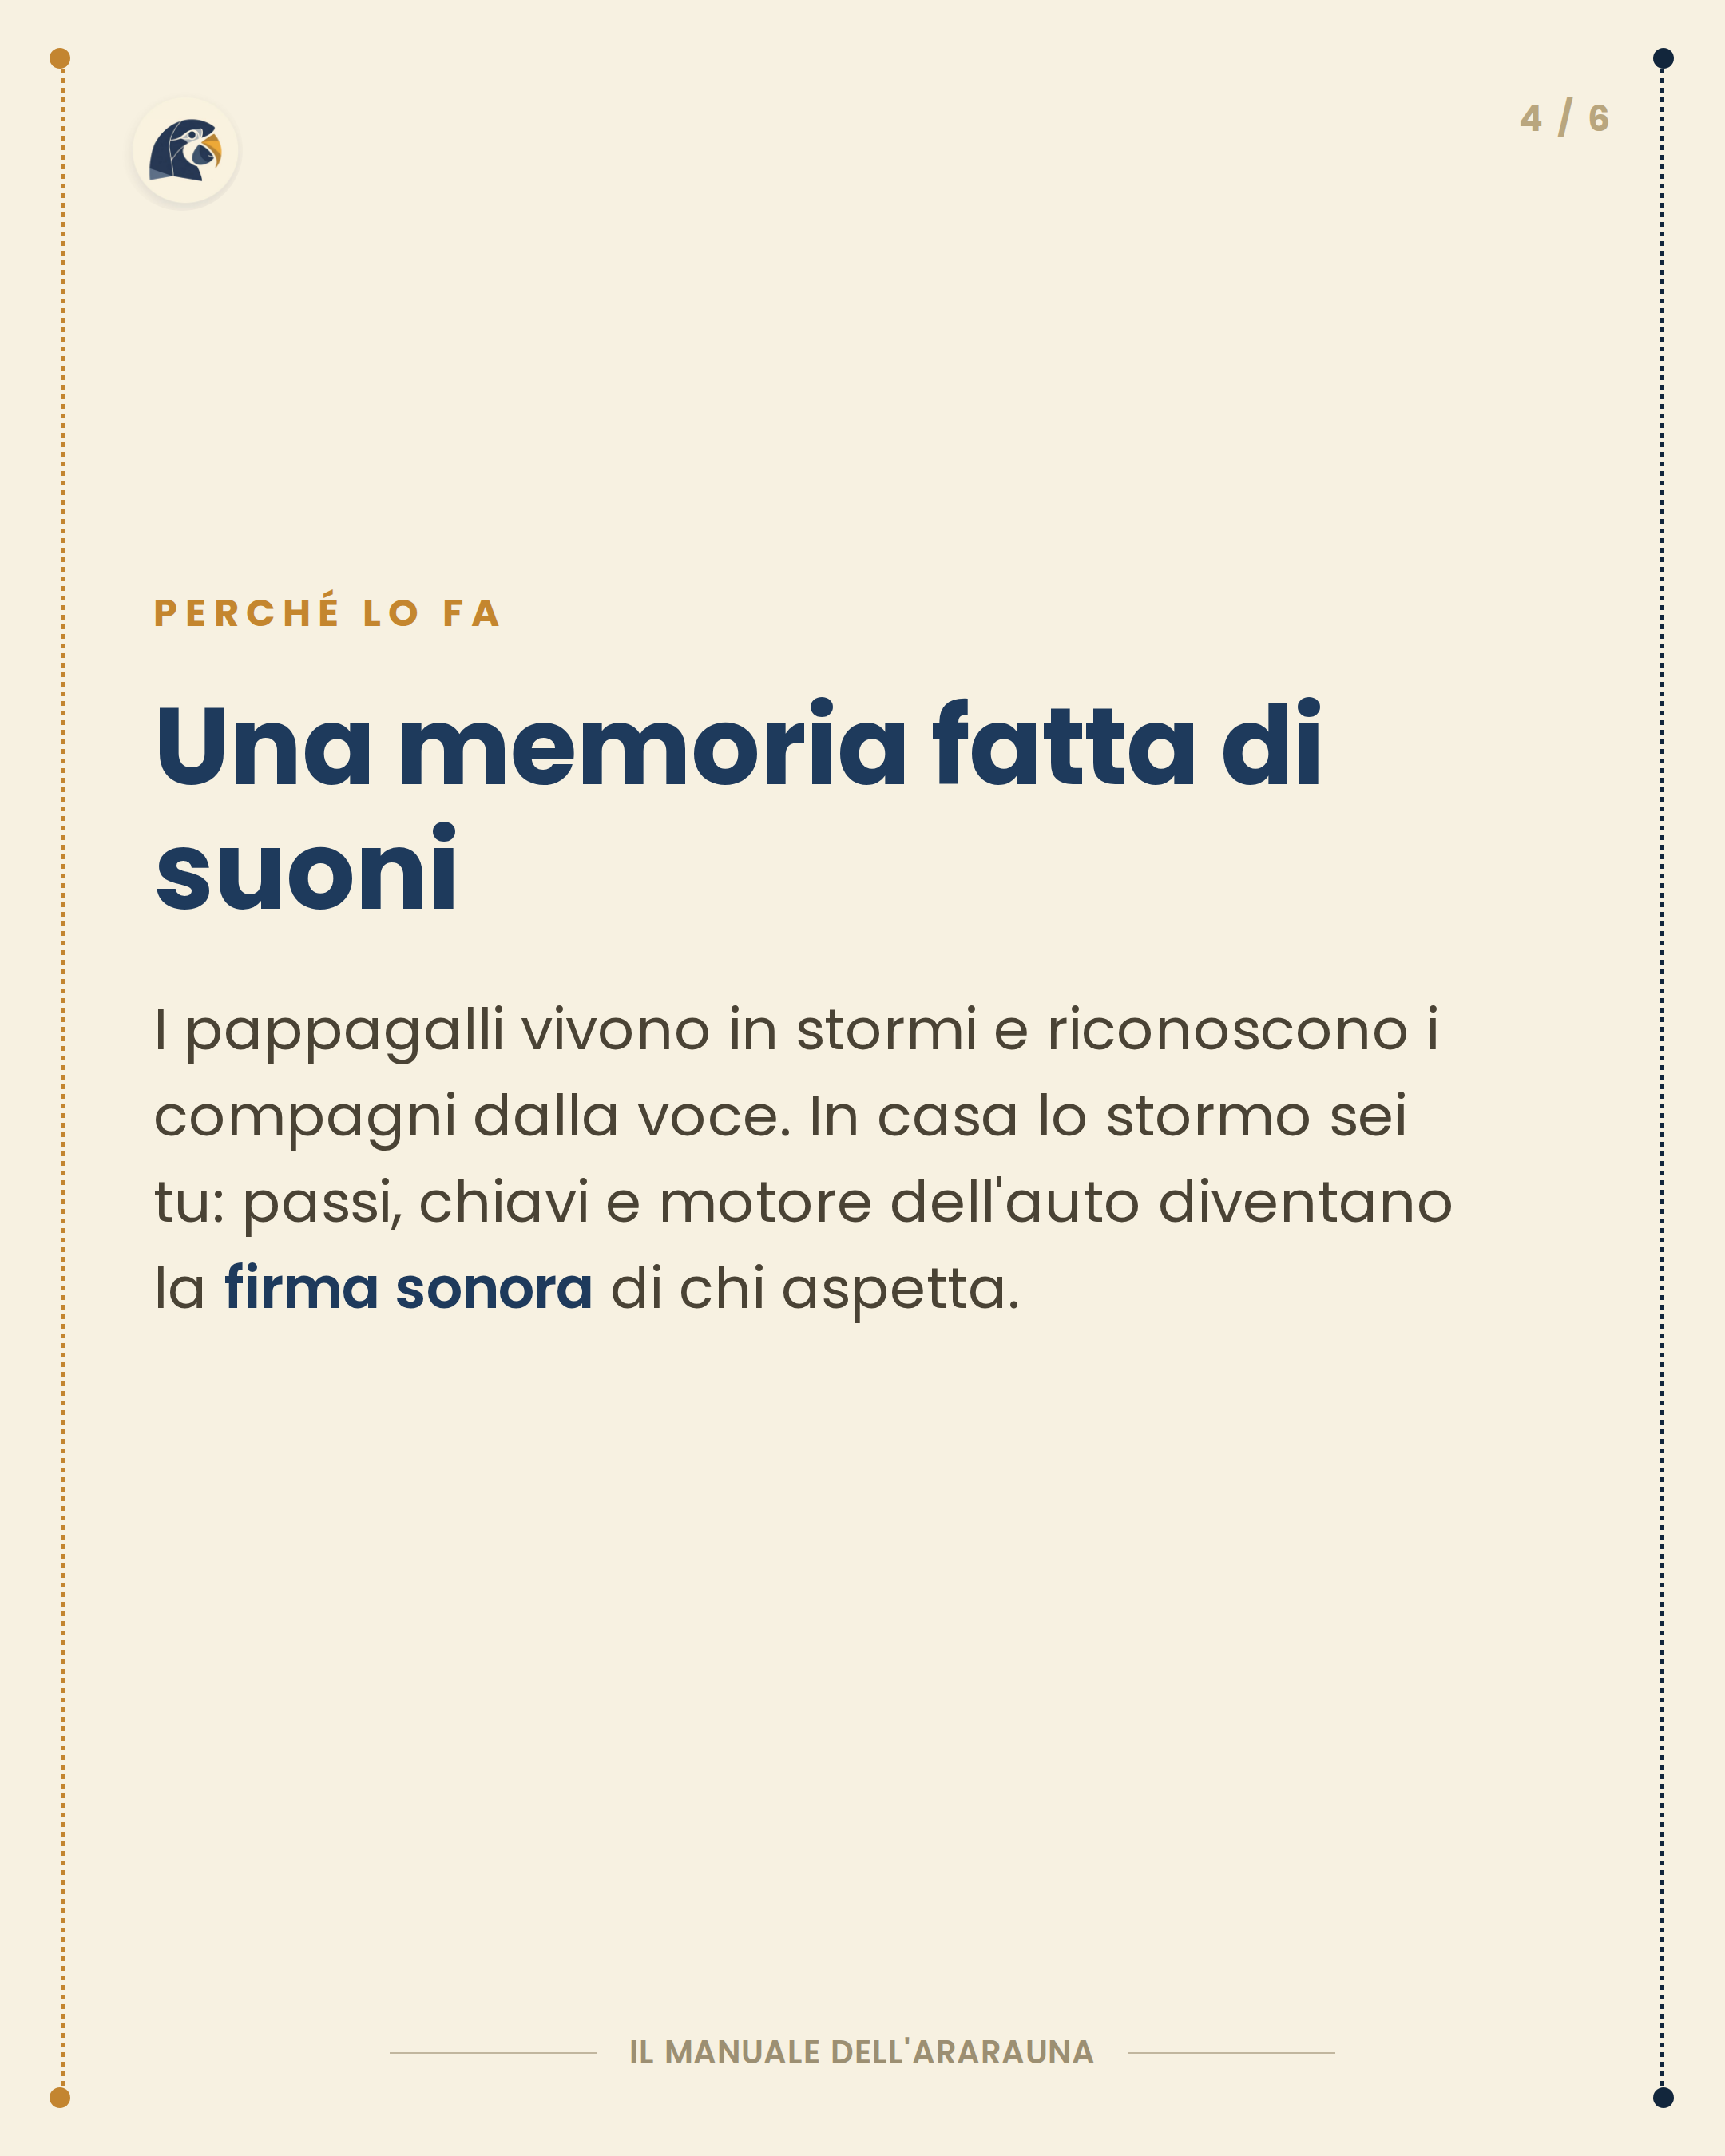 4 / 6
PERCHÉ LO FA
Una memoria fatta di
suoni
I pappagalli vivono in stormi e riconoscono i
compagni dalla voce. In casa lo stormo sei
tu: passi, chiavi e motore dell'auto diventano
la firma sonora di chi aspetta.
IL MANUALE DELL'ARARAUNA